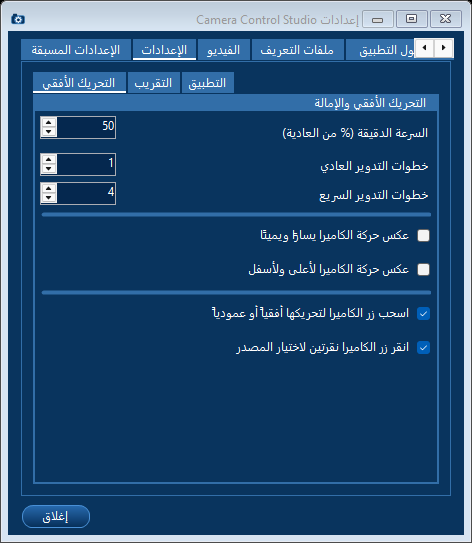 إعدادات Camera Control Studio
الإعدادات المسبقة
الإعدادات
الفيديو
ملفات التعريف
ول التطبيق
التحريك الأفقي
التقريب
التطبيق
التحريك الأفقي والإمالة
السرعة الدقيقة (% من العادية)
50
خطوات التدوير العادي
1
خطوات التدوير السريع
4
عكس حركة الكاميرا يسارًا ويمينًا
عكس حركة الكاميرا لأعلى ولأسفل
اسحب زر الكاميرا لتحريكها أفقياً أو عمودياً
انقر زر الكاميرا نقرتين لاختيار المصدر
إغلاق